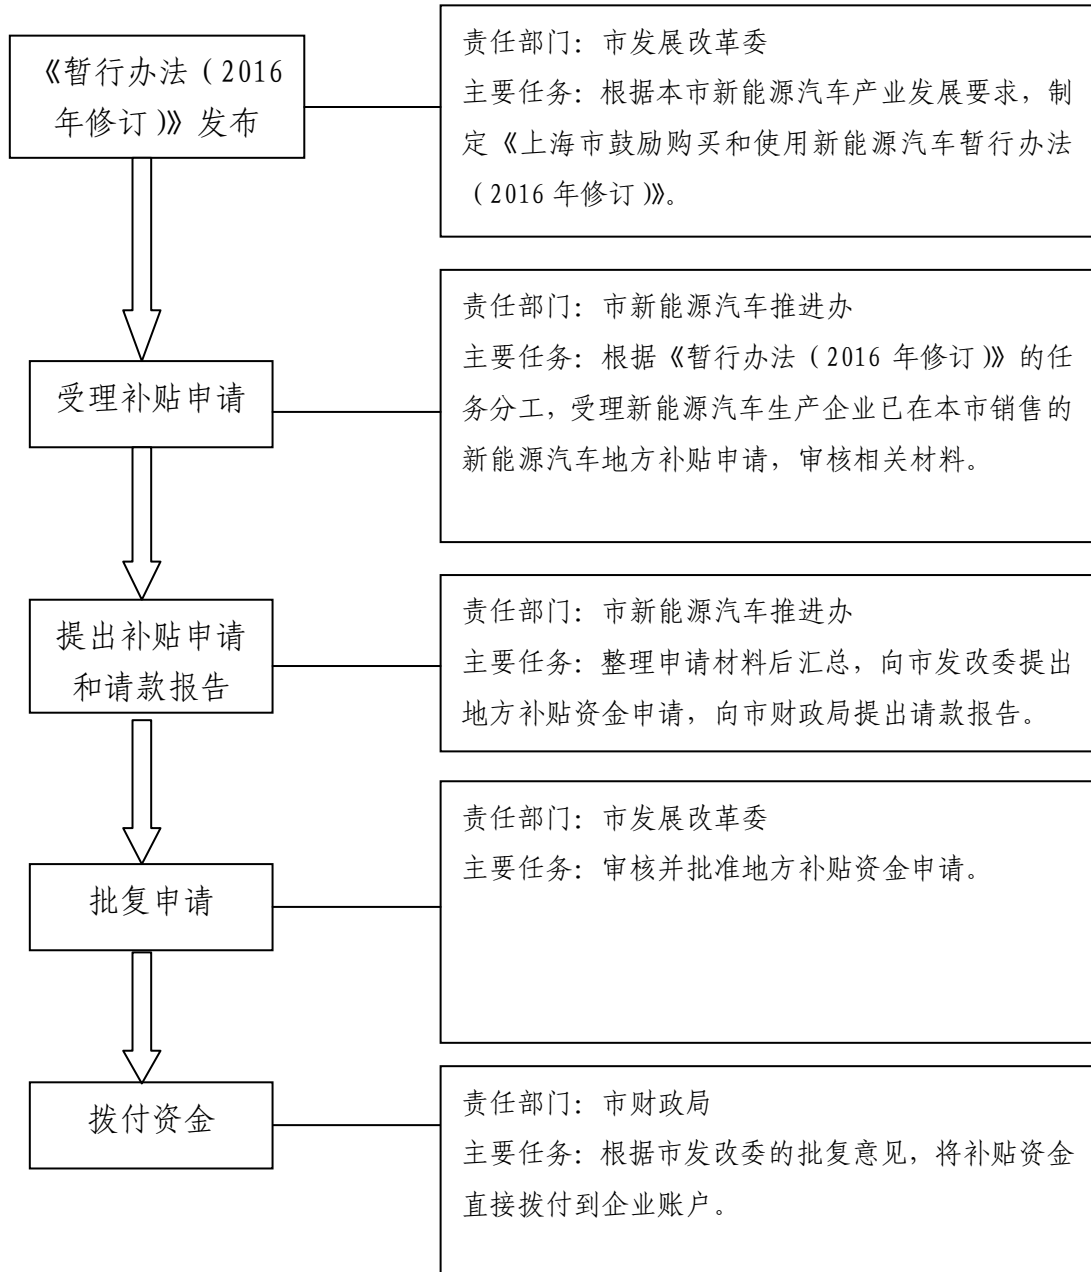 《暂行办法（2016
年修订）》发布
责任部门：市发展改革委
主要任务：根据本市新能源汽车产业发展要求，制
定《上海市鼓励购买和使用新能源汽车暂行办法
（2016 年修订）》。
受理补贴申请
责任部门：市新能源汽车推进办
主要任务：根据《暂行办法（2016 年修订）》的任
务分工，受理新能源汽车生产企业已在本市销售的
新能源汽车地方补贴申请，审核相关材料。
提出补贴申请
和请款报告
责任部门：市新能源汽车推进办
主要任务：整理申请材料后汇总，向市发改委提出
地方补贴资金申请，向市财政局提出请款报告。
批复申请
责任部门：市发展改革委
主要任务：审核并批准地方补贴资金申请。
拨付资金
责任部门：市财政局
主要任务：根据市发改委的批复意见，将补贴资金
直接拨付到企业账户。